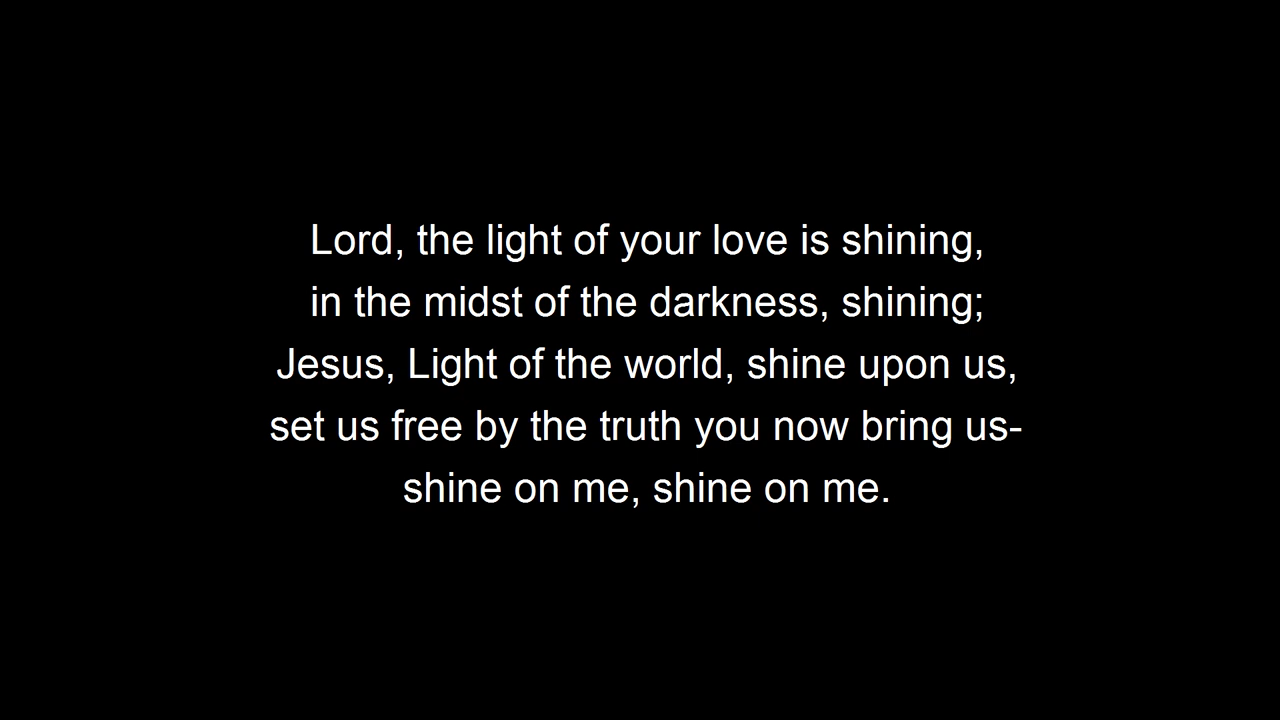 Lord, the light of your love is shining,
in the midst of the darkness, shining;
Jesus, Light of the world, shine upon us,
set us free by the truth you now bring us-
shine on me, shine on me.